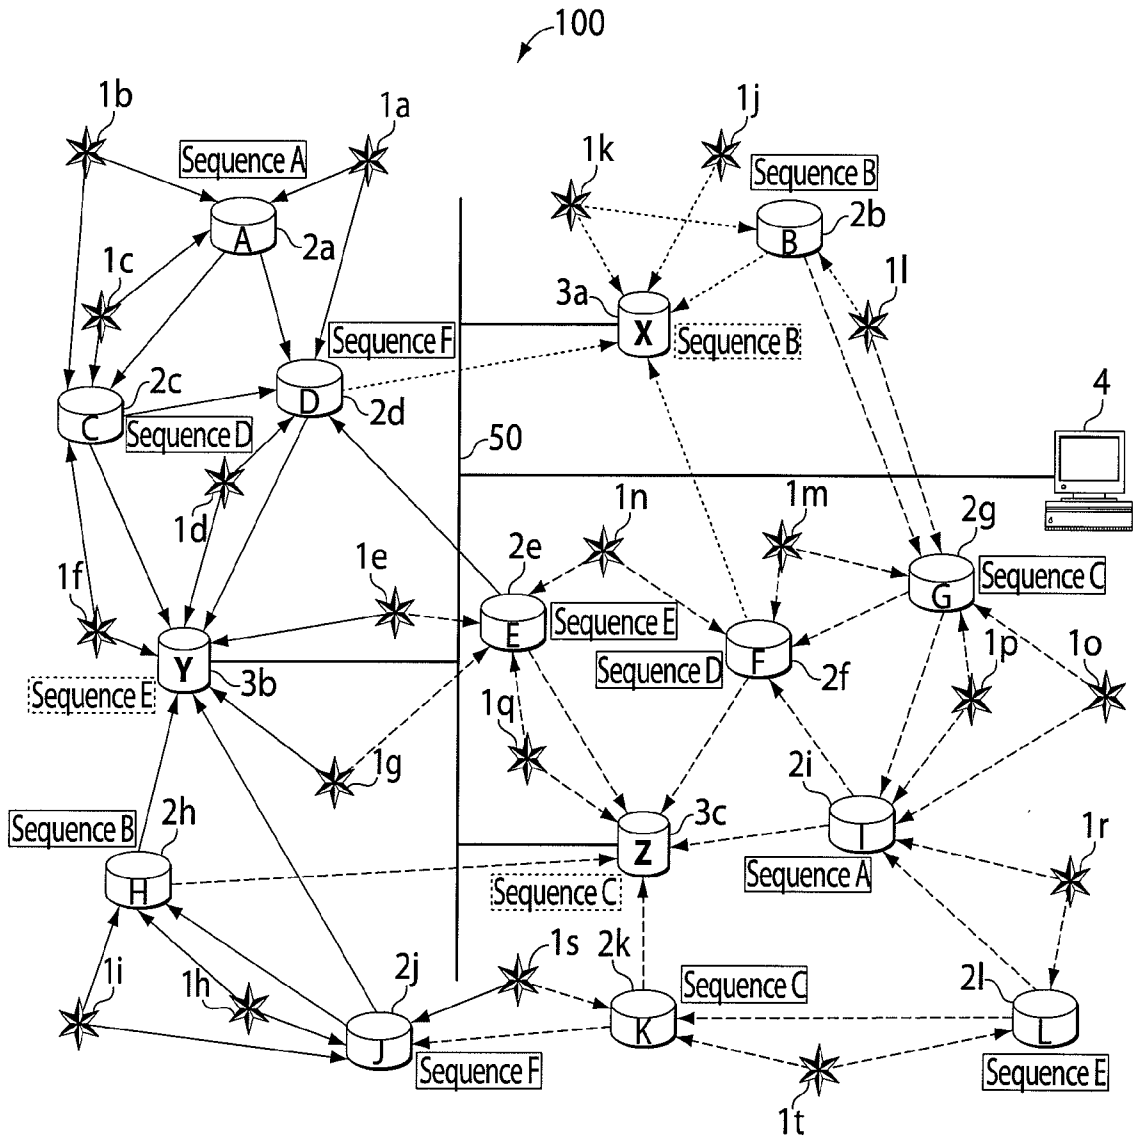 100
1b
1a
1j
1k
Sequence A
Sequence B
A
2a
B
2b
1c
1l
3a
X
Sequence F
Sequence B
2c
D
2d
C
Sequence D
4
50
1d
1n
1m
2g
1f
1e
2e
G
Sequence C
E
Sequence E
F
2f
Sequence D
1p
1o
Y
3b
Sequence E
1q
1g
2i
3c
Sequence B
2h
Z
I
1r
H
Sequence C
Sequence A
1i
1h
2j
1s
2k
Sequence C
2l
J
K
L
Sequence F
Sequence E
1t